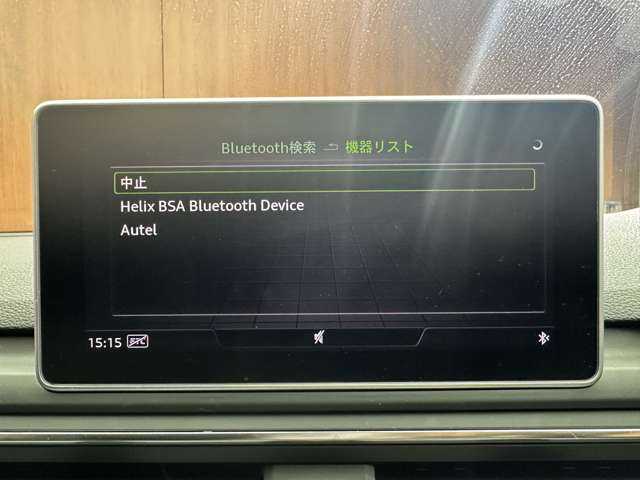 Bluetooth検索 機器リスト
中止
Helix BSA Bluetooth Device
Autel
15:15